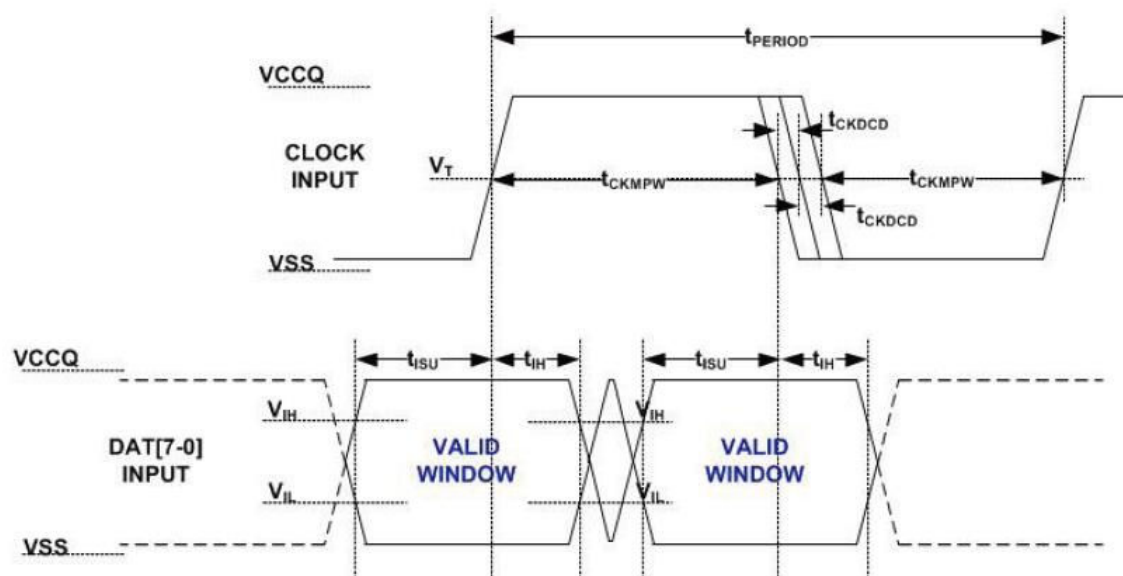 tPERIOD
VCCQ
tCKDCD
CLOCK
INPUT
VT
tCKMPW
tCKMPW
tCKDCD
VSS
VCCQ
tISU
tIH
tISU
tIH
VIH
VIH
DAT[7-0]
INPUT
VALID
WINDOW
VALID
WINDOW
VIL
VIL
VSS